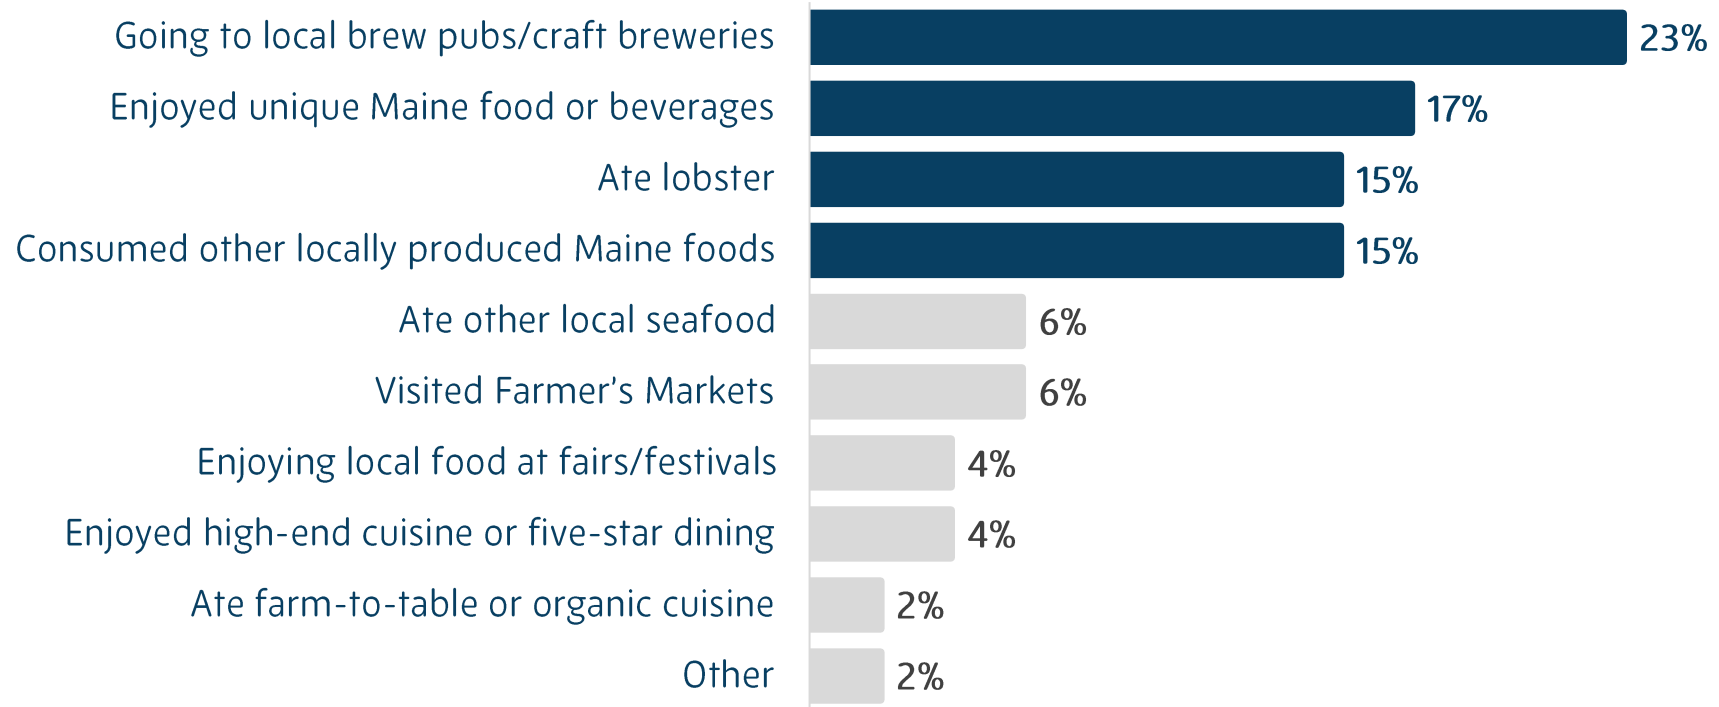 Going to local brew pubs/craft breweries 23%
Enjoyed unique Maine food or beverages 17%
Ate lobster 15%
Consumed other locally produced Maine foods 15%
Ate other local seafood 6%
Visited Farmer’s Markets 6%
Enjoying local food at fairs/festivals 4%
Enjoyed high-end cuisine or five-star dining 4%
Ate farm-to-table or organic cuisine 2%
Other 2%